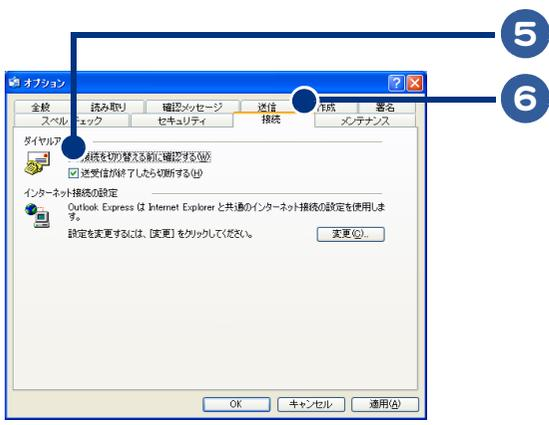 5
オプション
6
全般 読み取り 確認メッセージ 送信 作成 署名
スペル チェック セキュリティ 接続 メンテナンス
ダイヤルア
接続を切り替える前に確認する(W)
送受信が終了したら切断する(H)
インターネット接続の設定
Outlook Express は Internet Explorer と共通のインターネット接続の設定を使用しま
す。
設定を変更するには、[変更] をクリックしてください。 変更(C)...
OK キャンセル 適用(A)